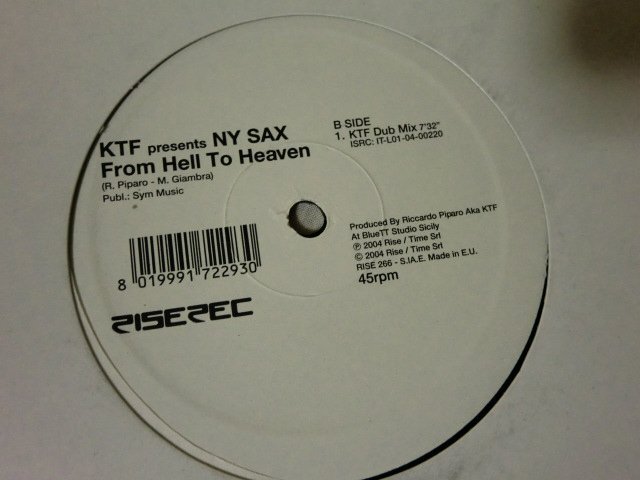 KTF presents NY SAX
From Hell To Heaven
(R. Piparo - M. Giambra)
Publ.: Sym Music
B SIDE
1. KTF Dub Mix 7'32"
ISRC: IT-L01-04-00220
8 019991 722930
RISEREC
Produced By Riccardo Piparo Aka KTF
At BlueTT Studio Sicily
℗ 2004 Rise / Time Srl
© 2004 Rise / Time Srl
RISE 266 - S.I.A.E. Made in E.U.
45rpm